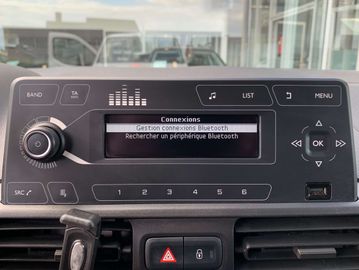 BAND
TA
LIST
MENU
Connexions
Gestion connexions Bluetooth
Rechercher un périphérique Bluetooth
OK
SRC
1 2 3 4 5 6